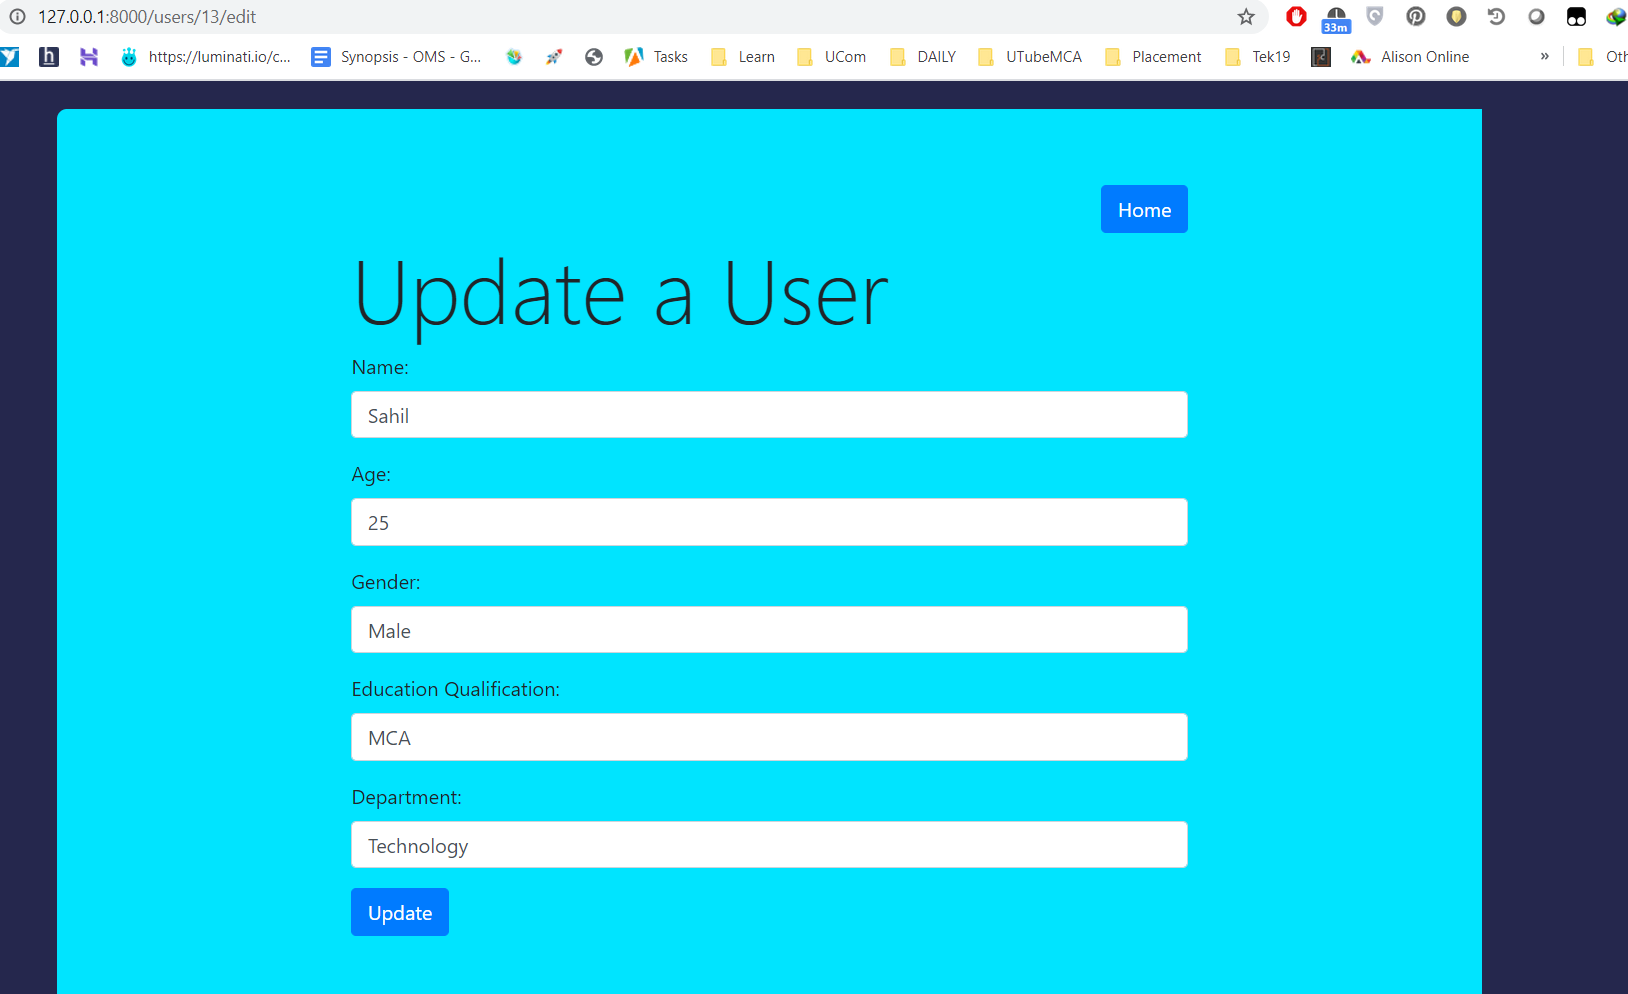 127.0.0.1:8000/users/13/edit
33m
h https://luminati.io/c... Synopsis - OMS - G... Tasks Learn UCom DAILY UTubeMCA Placement Tek19 Alison Online » Oth
Home
Update a User
Name:
Sahil
Age:
25
Gender:
Male
Education Qualification:
MCA
Department:
Technology
Update